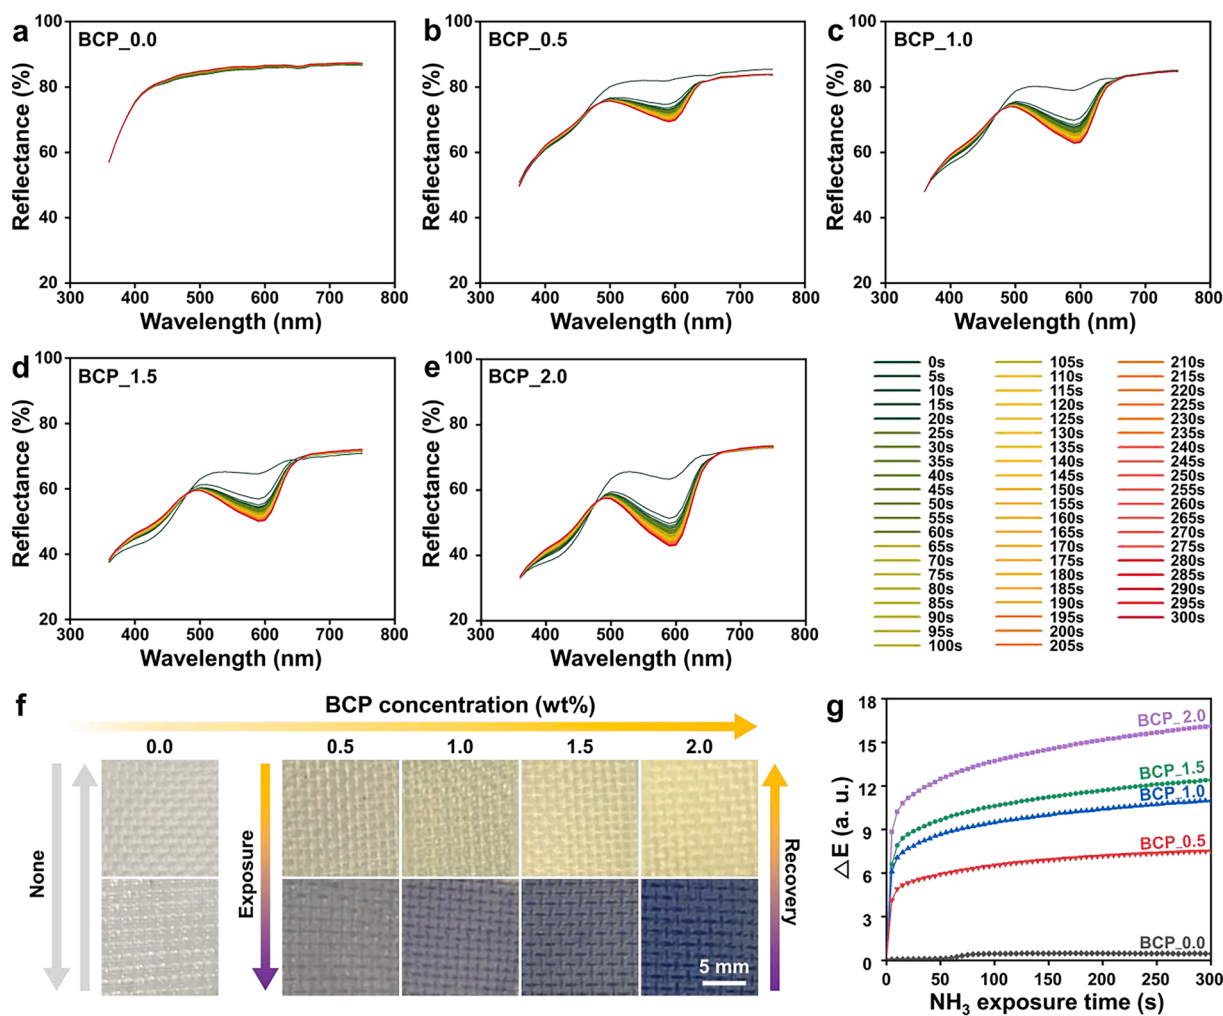 a
BCP_0.0
Reflectance (%)
100
80
60
40
20
300 400 500 600 700 800
Wavelength (nm)
b
BCP_0.5
Reflectance (%)
100
80
60
40
20
300 400 500 600 700 800
Wavelength (nm)
c
BCP_1.0
Reflectance (%)
100
80
60
40
20
300 400 500 600 700 800
Wavelength (nm)
d
BCP_1.5
Reflectance (%)
100
80
60
40
20
300 400 500 600 700 800
Wavelength (nm)
e
BCP_2.0
Reflectance (%)
100
80
60
40
20
300 400 500 600 700 800
Wavelength (nm)
0s
5s
10s
15s
20s
25s
30s
35s
40s
45s
50s
55s
60s
65s
70s
75s
80s
85s
90s
95s
100s
105s
110s
115s
120s
125s
130s
135s
140s
145s
150s
155s
160s
165s
170s
175s
180s
185s
190s
195s
200s
205s
210s
215s
220s
225s
230s
235s
240s
245s
250s
255s
260s
265s
270s
275s
280s
285s
290s
295s
300s
f
BCP concentration (wt%)
0.0 0.5 1.0 1.5 2.0
None
Exposure
Recovery
5 mm
g
△E (a. u.)
18
15
12
9
6
3
0
BCP_2.0
BCP_1.5
BCP_1.0
BCP_0.5
BCP_0.0
0 50 100 150 200 250 300
NH₃ exposure time (s)